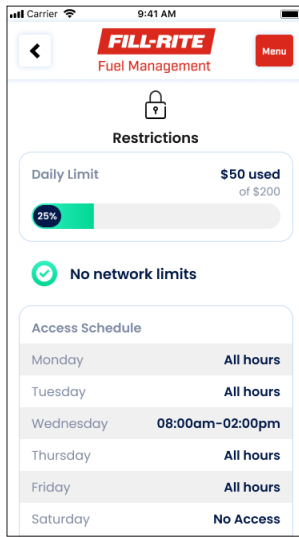 Carrier 9:41 AM
FILL-RITE
Fuel Management
Menu
Restrictions
Daily Limit $50 used
of $200
25%
No network limits
Access Schedule
Monday All hours
Tuesday All hours
Wednesday 08:00am-02:00pm
Thursday All hours
Friday All hours
Saturday No Access